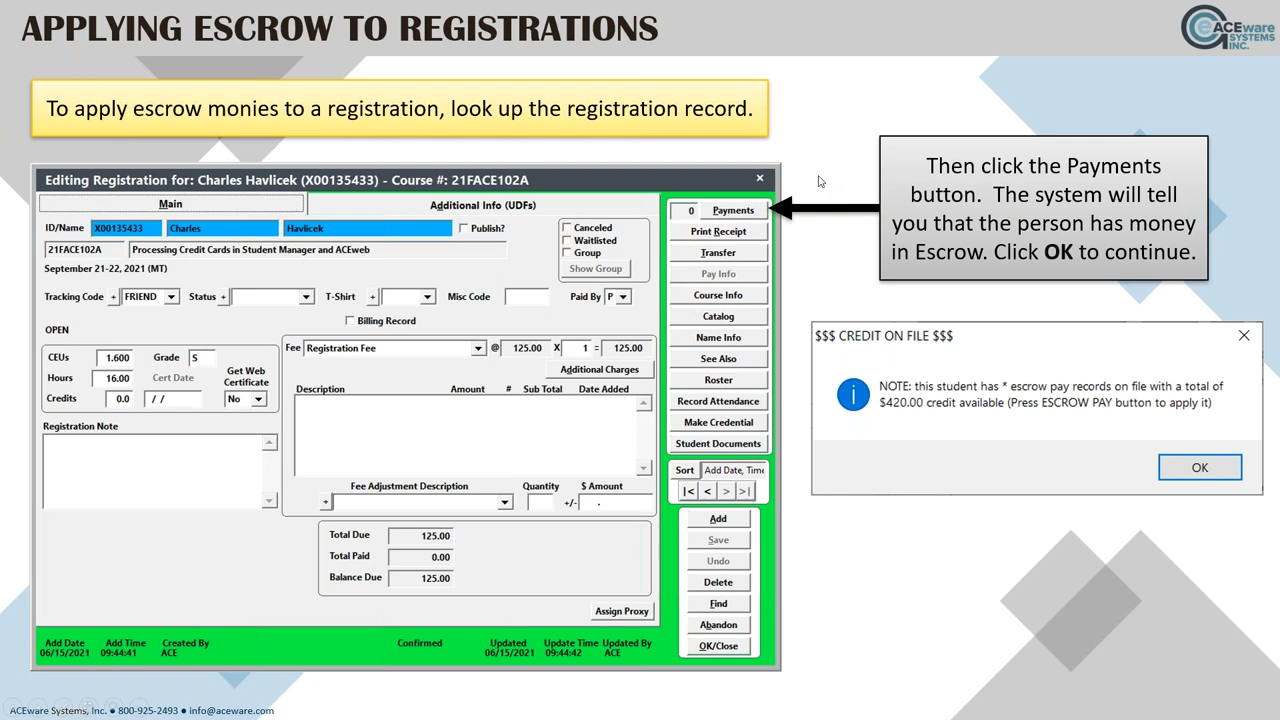 APPLYING ESCROW TO REGISTRATIONS
ACEware
SYSTEMS
INC.
To apply escrow monies to a registration, look up the registration record.
Then click the Payments
button. The system will tell
you that the person has money
in Escrow. Click OK to continue.
Editing Registration for: Charles Havlicek (X00135433) - Course #: 21FACE102A
Main
Additional Info (UDFs)
ID/Name X00135433 Charles Havlicek Publish?
21FACE102A Processing Credit Cards in Student Manager and ACEweb
September 21-22, 2021 (MT)
Canceled
Waitlisted
Group
Show Group
Tracking Code + FRIEND Status + T-Shirt + Misc Code Paid By P
Billing Record
OPEN
CEUs 1.600 Grade S
Hours 16.00 Cert Date
Credits 0.0 / /
Get Web
Certificate
No
Fee Registration Fee @ 125.00 X 1 = 125.00
Additional Charges
Description Amount # Sub Total Date Added
Registration Note
Fee Adjustment Description Quantity $ Amount
+ +/- .
Total Due 125.00
Total Paid 0.00
Balance Due 125.00
Assign Proxy
Add Date Add Time Created By Confirmed Updated Update Time Updated By
06/15/2021 09:44:41 ACE 06/15/2021 09:44:42 ACE
0 Payments
Print Receipt
Transfer
Pay Info
Course Info
Catalog
Name Info
See Also
Roster
Record Attendance
Make Credential
Student Documents
Sort Add Date, Time
|< < > >|
Add
Save
Undo
Delete
Find
Abandon
OK/Close
$$$ CREDIT ON FILE $$$
NOTE: this student has * escrow pay records on file with a total of
$420.00 credit available (Press ESCROW PAY button to apply it)
OK
ACEware Systems, Inc. ● 800-925-2493 ● info@aceware.com